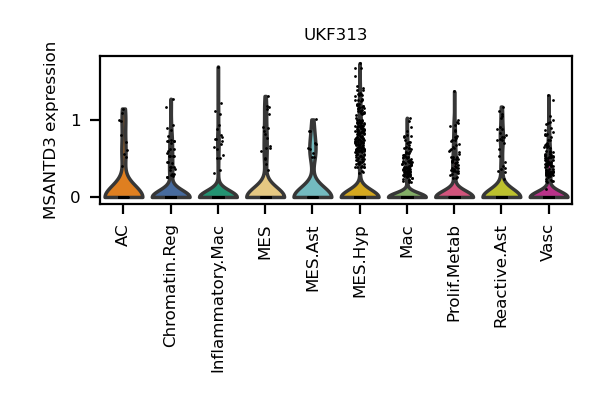 UKF313
MSANTD3 expression
1
0
AC
Chromatin.Reg
Inflammatory.Mac
MES
MES.Ast
MES.Hyp
Mac
Prolif.Metab
Reactive.Ast
Vasc